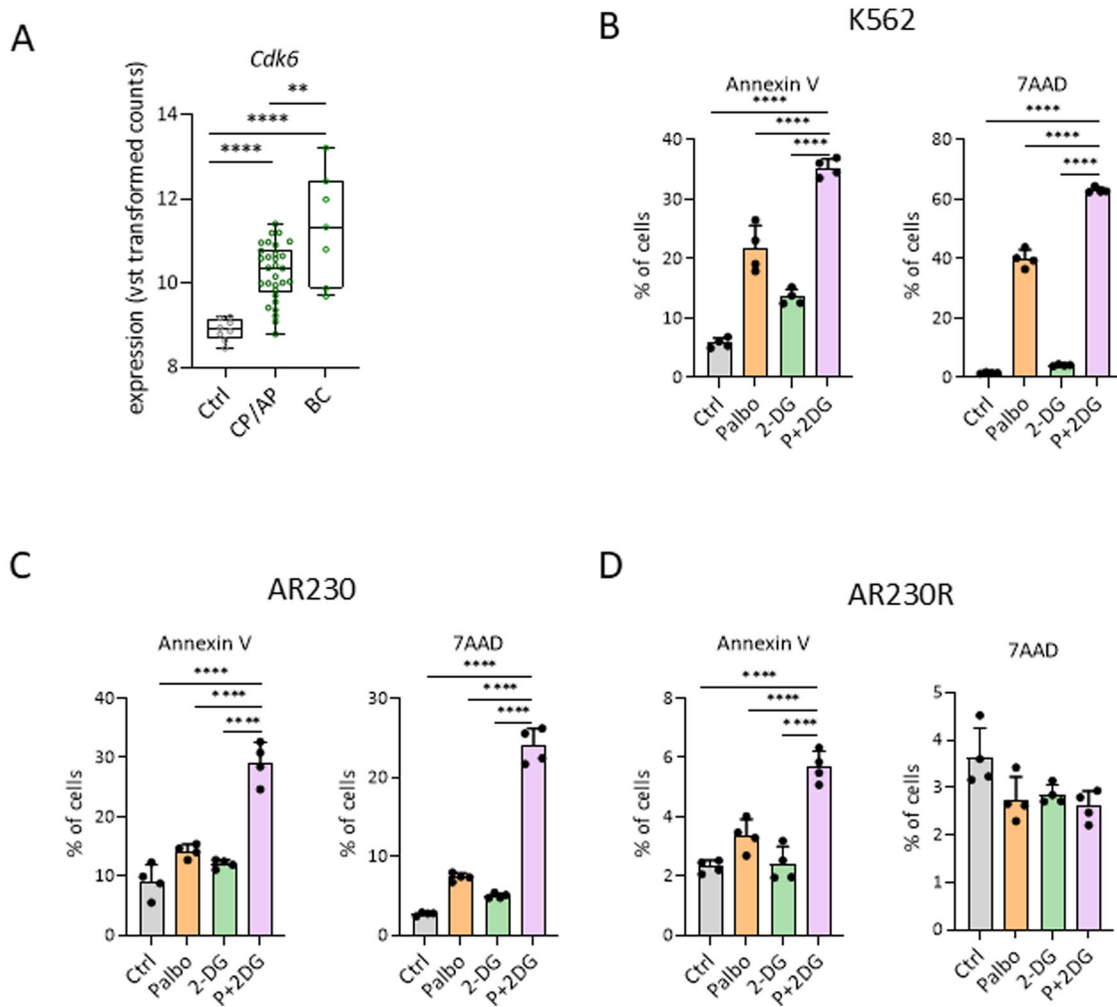 A
Cdk6
**
****
****
expression (vst transformed counts)
14
12
10
8
Ctrl
CP/AP
BC
B
K562
Annexin V
****
****
****
% of cells
40
30
20
10
0
Ctrl
Palbo
2-DG
P+2DG
7AAD
****
****
****
% of cells
80
60
40
20
0
Ctrl
Palbo
2-DG
P+2DG
C
AR230
Annexin V
****
****
****
% of cells
40
30
20
10
0
Ctrl
Palbo
2-DG
P+2DG
7AAD
****
****
****
% of cells
30
20
10
0
Ctrl
Palbo
2-DG
P+2DG
D
AR230R
Annexin V
****
****
****
% of cells
8
6
4
2
0
Ctrl
Palbo
2-DG
P+2DG
7AAD
% of cells
5
4
3
2
1
0
Ctrl
Palbo
2-DG
P+2DG